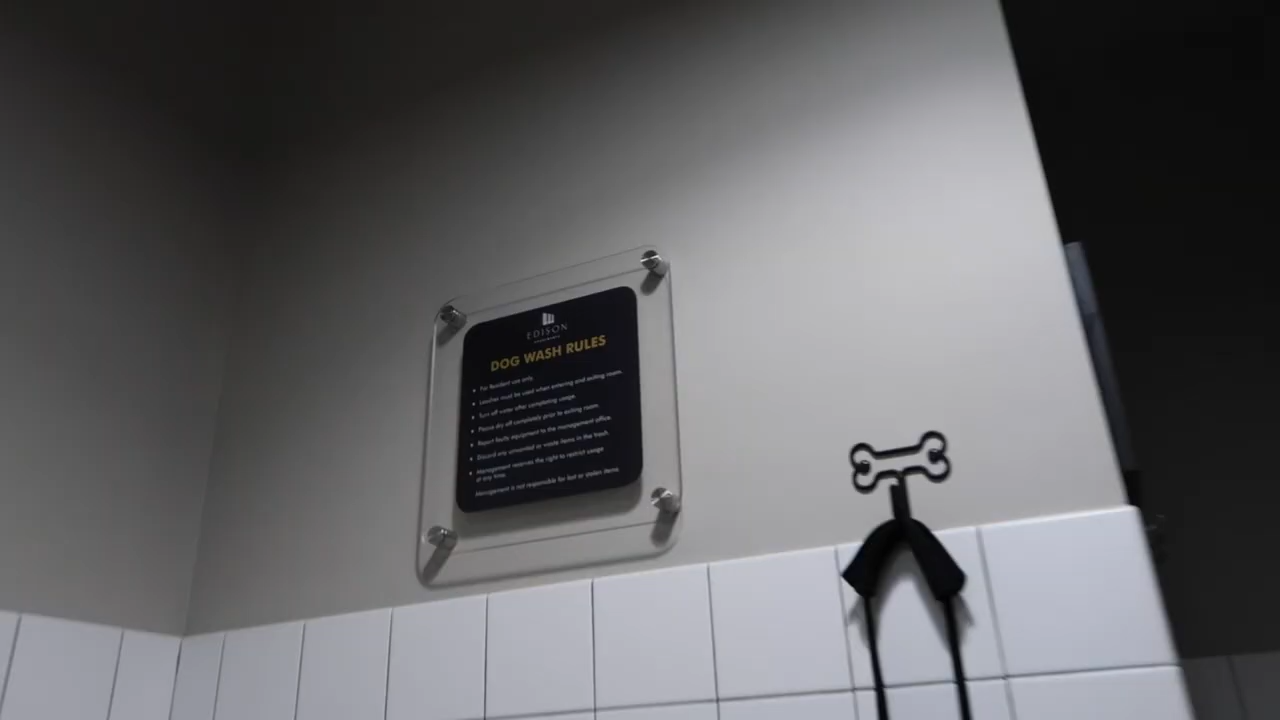 EDISON
DOG WASH RULES
• For Resident use only.
• Leashes must be used when entering and exiting room.
• Turn off water after completing usage.
• Please dry off completely prior to exiting room.
• Report faulty equipment to the management office.
• Discard any unwanted or waste items in the trash.
• Management reserves the right to restrict usage
at any time.
Management is not responsible for lost or stolen items.